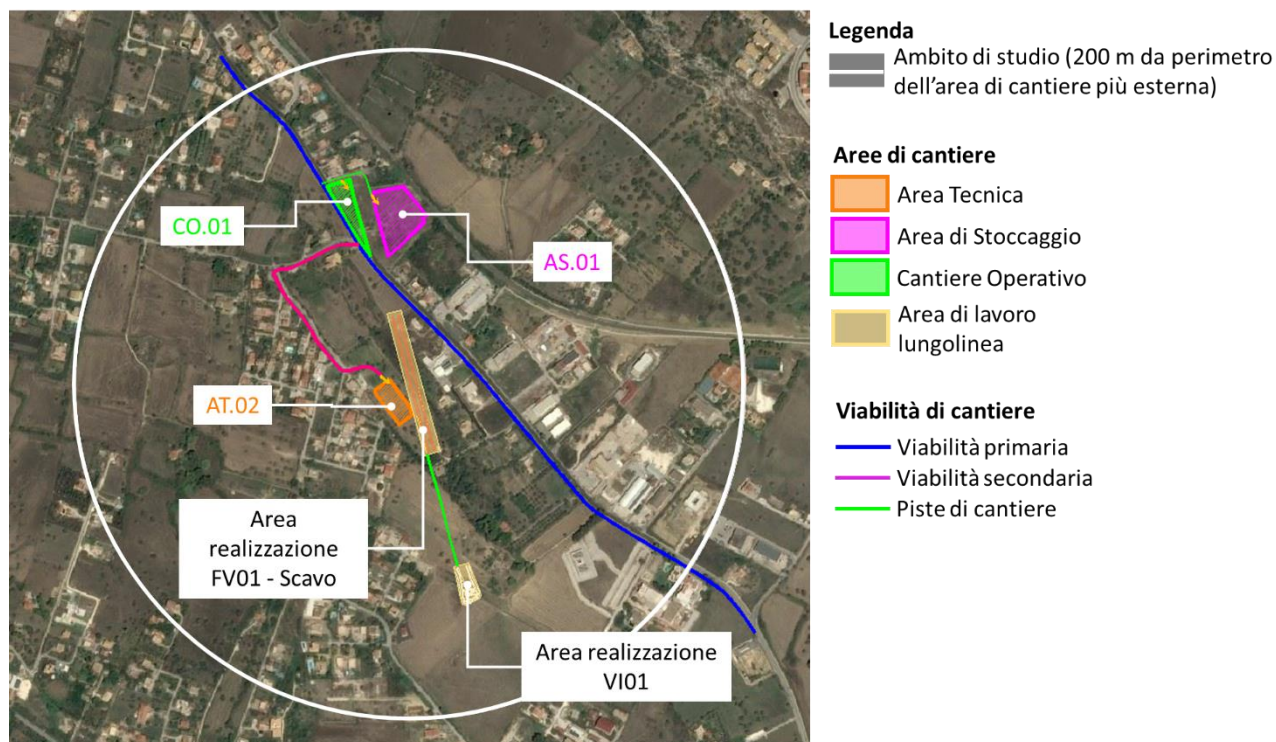 CO.01
AS.01
AT.02
Area
realizzazione
FV01 - Scavo
Area realizzazione
VI01
Legenda
Ambito di studio (200 m da perimetro
dell’area di cantiere più esterna)
Aree di cantiere
Area Tecnica
Area di Stoccaggio
Cantiere Operativo
Area di lavoro
lungolinea
Viabilità di cantiere
Viabilità primaria
Viabilità secondaria
Piste di cantiere